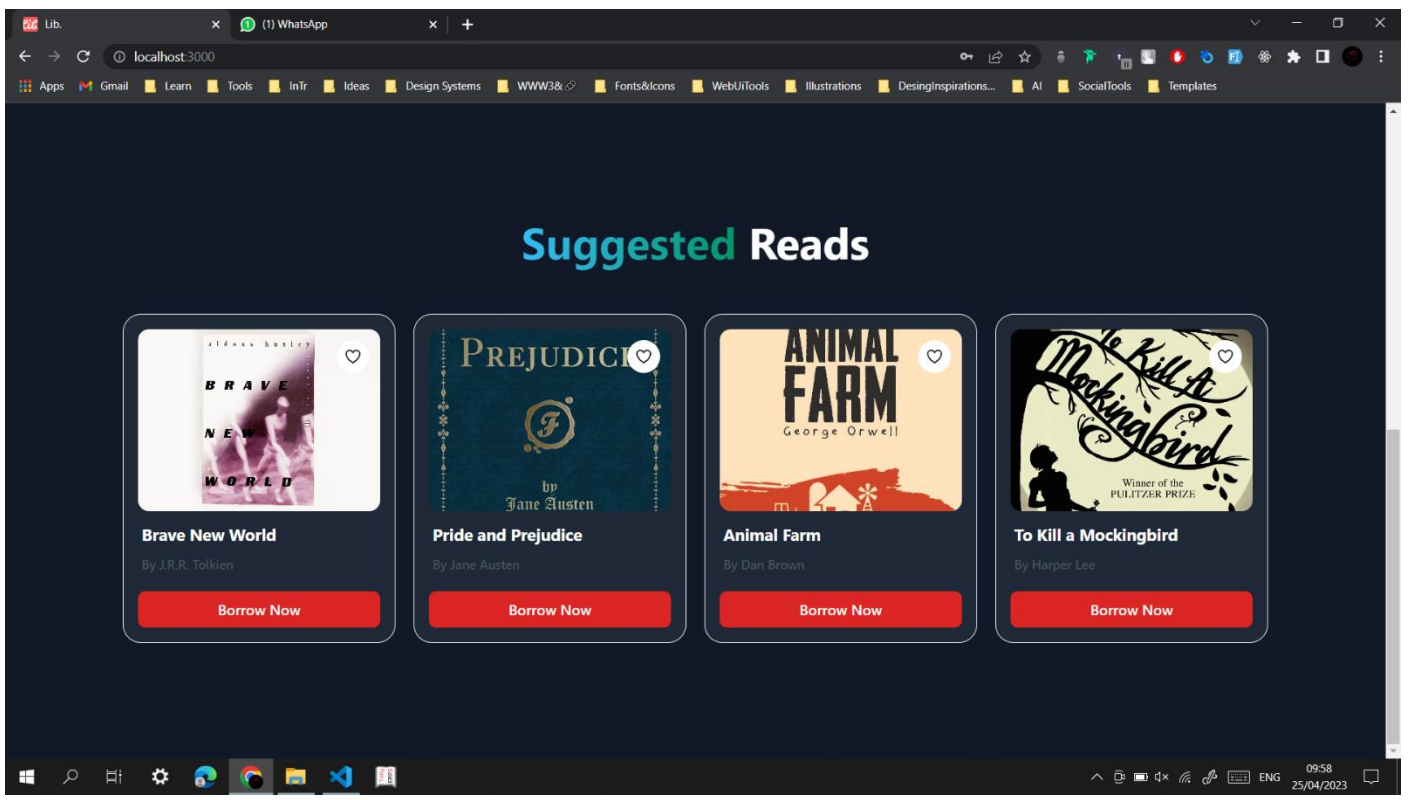 Lib.
(1) WhatsApp
localhost:3000
Apps Gmail Learn Tools InTr Ideas Design Systems WWW3& Fonts&Icons WebUiTools Illustrations DesingInspirations... AI SocialTools Templates
Suggested Reads
aldous huxley
BRAVE
NEW
WORLD
Brave New World
By J.R.R. Tolkien
Borrow Now
PREJUDICE
F
by
Jane Austen
Pride and Prejudice
By Jane Austen
Borrow Now
ANIMAL
FARM
George Orwell
Animal Farm
By Dan Brown
Borrow Now
To Kill A
Mockingbird
Winner of the
PULITZER PRIZE
To Kill a Mockingbird
By Harper Lee
Borrow Now
ENG
09:58
25/04/2023